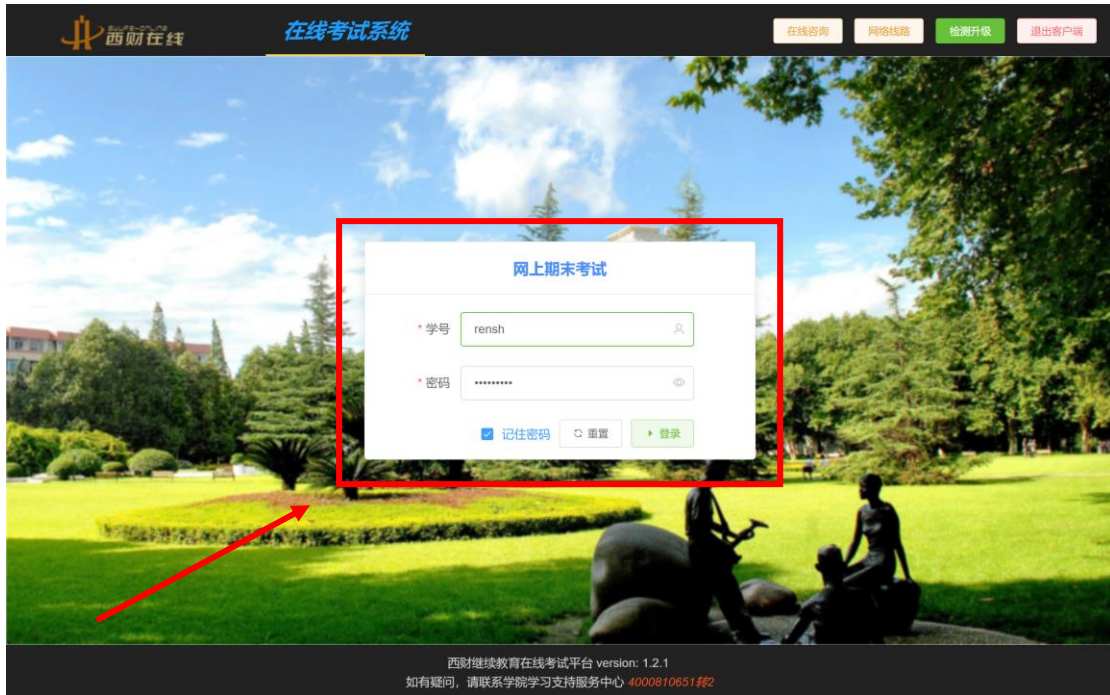 SWUFE-ONLINE
西财在线
在线考试系统
在线咨询
网络线路
检测升级
退出客户端
网上期末考试
* 学号 rensh
* 密码 •••••••••
记住密码 重置 登录
西财继续教育在线考试平台 version: 1.2.1
如有疑问，请联系学院学习支持服务中心 4000810651转2